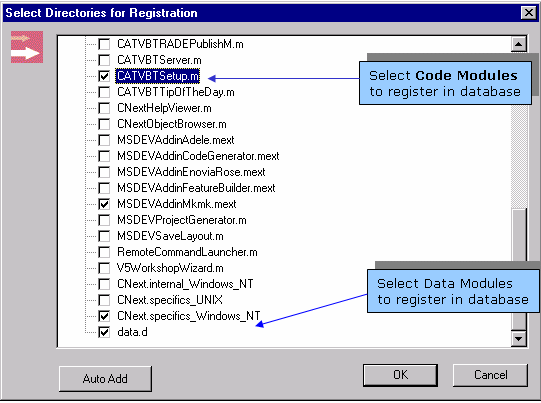 Select Directories for Registration
CATVBTRADEPublishM.m
CATVBTServer.m
CATVBTSetup.m
CATVBTTipOfTheDay.m
CNextHelpViewer.m
CNextObjectBrowser.m
MSDEVAddinAdele.mext
MSDEVAddinCodeGenerator.mext
MSDEVAddinEnoviaRose.mext
MSDEVAddinFeatureBuilder.mext
MSDEVAddinMkmk.mext
MSDEVProjectGenerator.m
MSDEVSaveLayout.m
RemoteCommandLauncher.m
V5WorkshopWizard.m
CNext.internal_Windows_NT
CNext.specifics_UNIX
CNext.specifics_Windows_NT
data.d
Select Code Modules
to register in database
Select Data Modules
to register in database
Auto Add
OK
Cancel